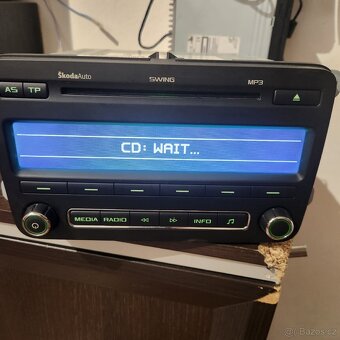 ŠkodaAuto SWING MP3
AS TP
CD: WAIT...
MEDIA RADIO INFO
© Bazos.cz